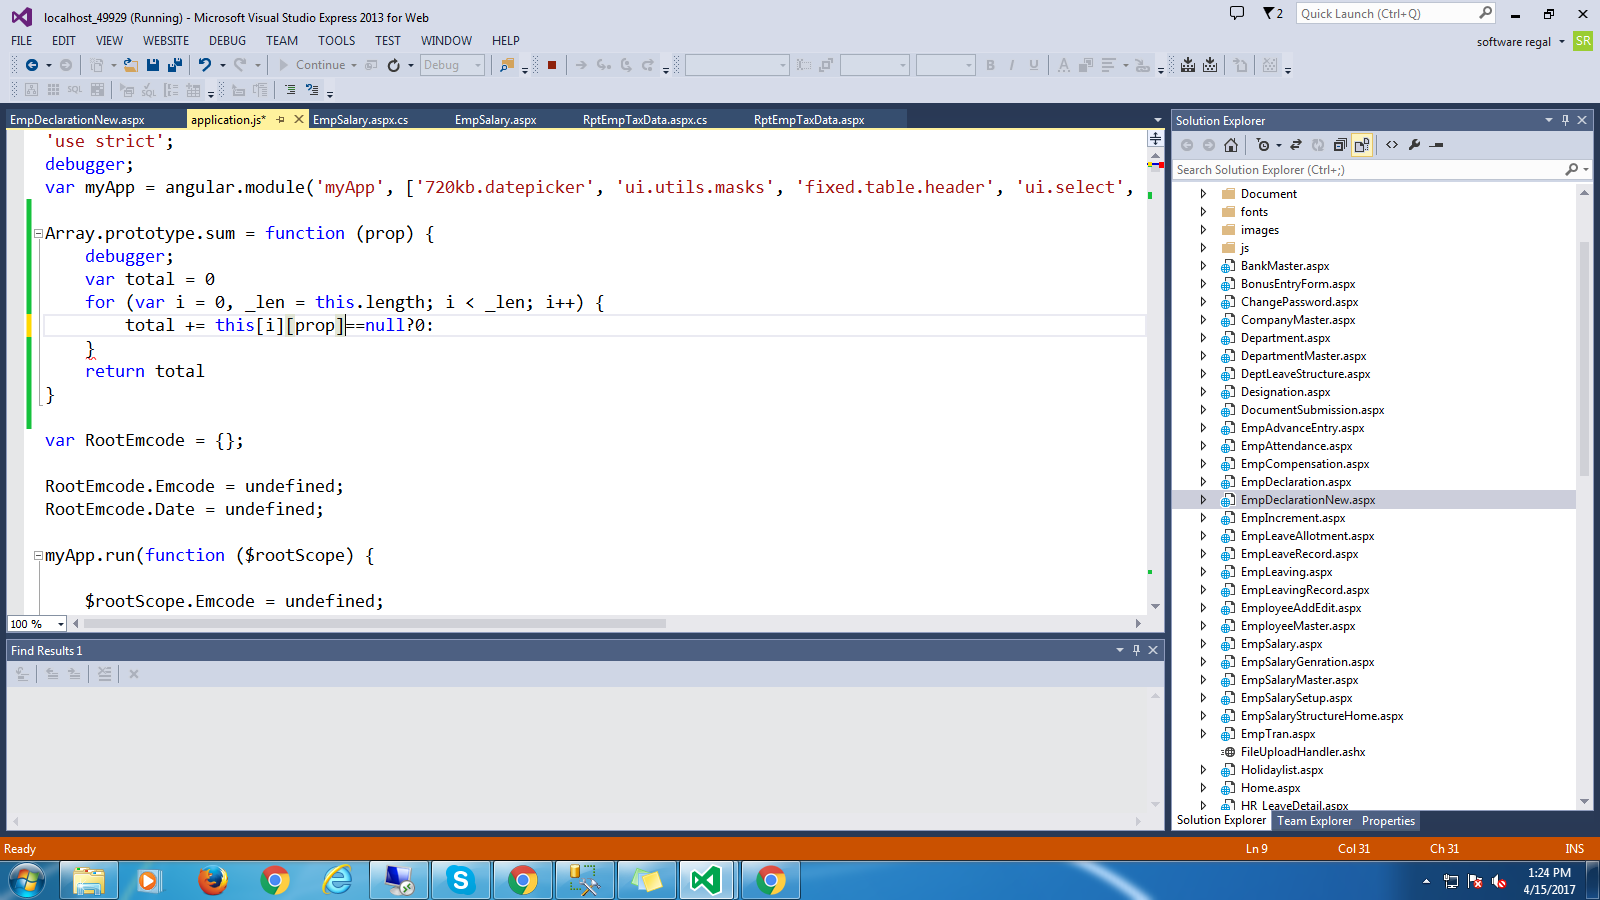 localhost_49929 (Running) - Microsoft Visual Studio Express 2013 for Web
2
Quick Launch (Ctrl+Q)
FILE EDIT VIEW WEBSITE DEBUG TEAM TOOLS TEST WINDOW HELP
software regal SR
Continue
Debug
EmpDeclarationNew.aspx application.js* EmpSalary.aspx.cs EmpSalary.aspx RptEmpTaxData.aspx.cs RptEmpTaxData.aspx
'use strict';
debugger;
var myApp = angular.module('myApp', ['720kb.datepicker', 'ui.utils.masks', 'fixed.table.header', 'ui.select',
Array.prototype.sum = function (prop) {
debugger;
var total = 0
for (var i = 0, _len = this.length; i < _len; i++) {
total += this[i][prop]==null?0:
}
return total
}
var RootEmcode = {};
RootEmcode.Emcode = undefined;
RootEmcode.Date = undefined;
myApp.run(function ($rootScope) {
$rootScope.Emcode = undefined;
100 %
Find Results 1
Solution Explorer
Search Solution Explorer (Ctrl+;)
Document
fonts
images
js
BankMaster.aspx
BonusEntryForm.aspx
ChangePassword.aspx
CompanyMaster.aspx
Department.aspx
DepartmentMaster.aspx
DeptLeaveStructure.aspx
Designation.aspx
DocumentSubmission.aspx
EmpAdvanceEntry.aspx
EmpAttendance.aspx
EmpCompensation.aspx
EmpDeclaration.aspx
EmpDeclarationNew.aspx
EmpIncrement.aspx
EmpLeaveAllotment.aspx
EmpLeaveRecord.aspx
EmpLeaving.aspx
EmpLeavingRecord.aspx
EmployeeAddEdit.aspx
EmployeeMaster.aspx
EmpSalary.aspx
EmpSalaryGenration.aspx
EmpSalaryMaster.aspx
EmpSalarySetup.aspx
EmpSalaryStructureHome.aspx
EmpTran.aspx
FileUploadHandler.ashx
Holidaylist.aspx
Home.aspx
HR_LeaveDetail.aspx
Solution Explorer Team Explorer Properties
Ready Ln 9 Col 31 Ch 31 INS
1:24 PM
4/15/2017